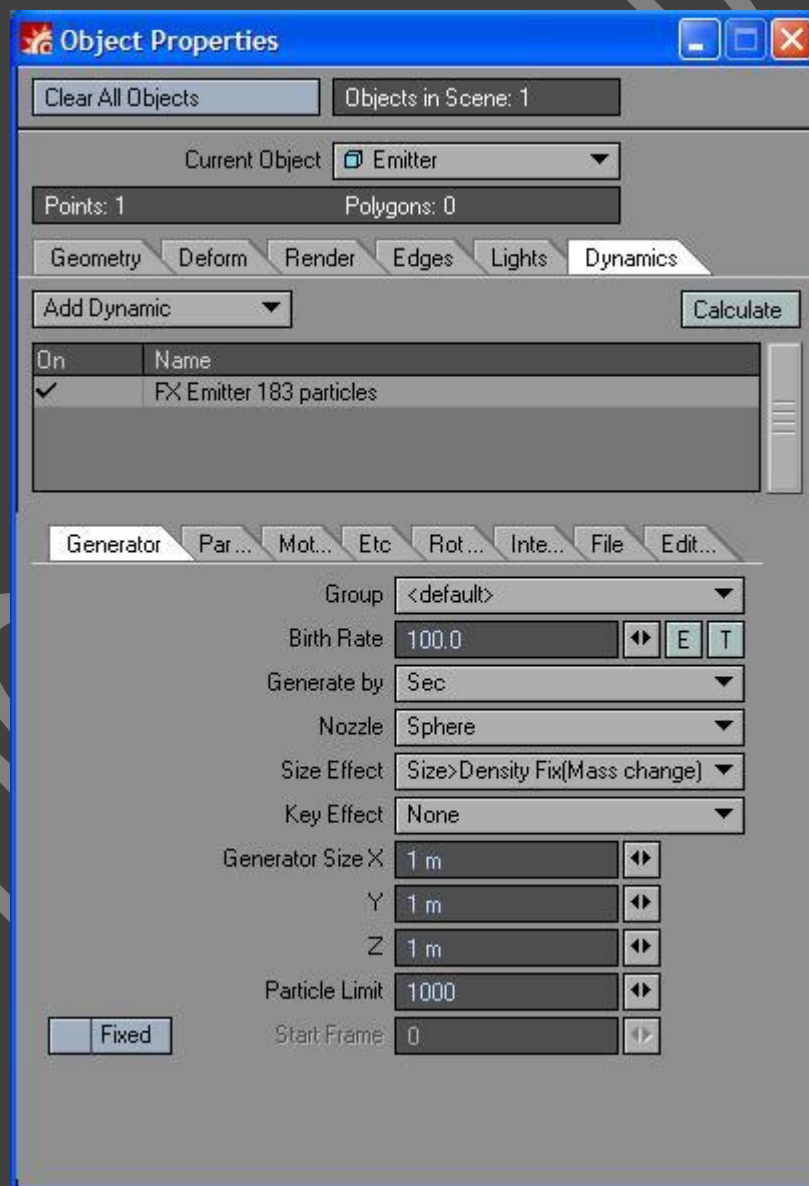 Object Properties
Clear All Objects Objects in Scene: 1
Current Object Emitter
Points: 1 Polygons: 0
Geometry Deform Render Edges Lights Dynamics
Add Dynamic Calculate
On Name
FX Emitter 183 particles
Generator Par... Mot... Etc Rot... Inte... File Edit...
Group <default>
Birth Rate 100.0 E T
Generate by Sec
Nozzle Sphere
Size Effect Size>Density Fix(Mass change)
Key Effect None
Generator Size X 1 m
Y 1 m
Z 1 m
Particle Limit 1000
Fixed Start Frame 0